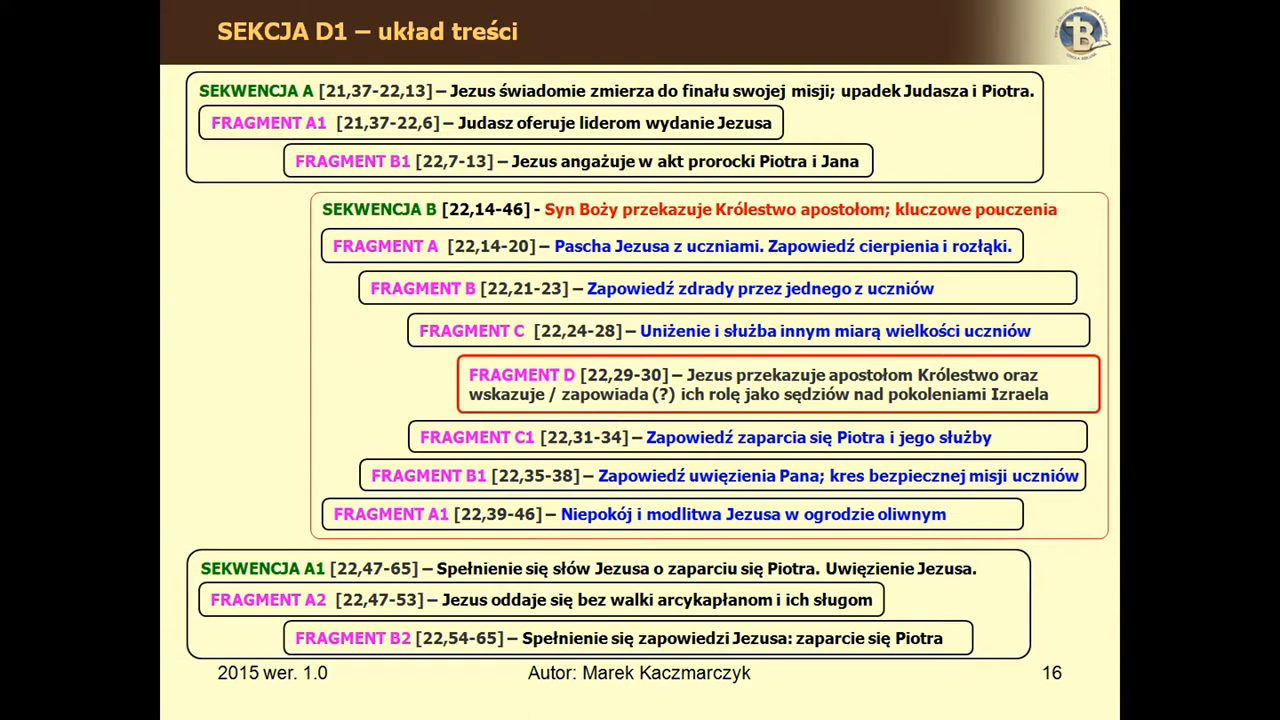 SEKCJA D1 – układ treści
SEKWENCJA A [21,37-22,13] – Jezus świadomie zmierza do finału swojej misji; upadek Judasza i Piotra.
FRAGMENT A1 [21,37-22,6] – Judasz oferuje liderom wydanie Jezusa
FRAGMENT B1 [22,7-13] – Jezus angażuje w akt prorocki Piotra i Jana
SEKWENCJA B [22,14-46] - Syn Boży przekazuje Królestwo apostołom; kluczowe pouczenia
FRAGMENT A [22,14-20] – Pascha Jezusa z uczniami. Zapowiedź cierpienia i rozłąki.
FRAGMENT B [22,21-23] – Zapowiedź zdrady przez jednego z uczniów
FRAGMENT C [22,24-28] – Uniżenie i służba innym miarą wielkości uczniów
FRAGMENT D [22,29-30] – Jezus przekazuje apostołom Królestwo oraz
wskazuje / zapowiada (?) ich rolę jako sędziów nad pokoleniami Izraela
FRAGMENT C1 [22,31-34] – Zapowiedź zaparcia się Piotra i jego służby
FRAGMENT B1 [22,35-38] – Zapowiedź uwięzienia Pana; kres bezpiecznej misji uczniów
FRAGMENT A1 [22,39-46] – Niepokój i modlitwa Jezusa w ogrodzie oliwnym
SEKWENCJA A1 [22,47-65] – Spełnienie się słów Jezusa o zaparciu się Piotra. Uwięzienie Jezusa.
FRAGMENT A2 [22,47-53] – Jezus oddaje się bez walki arcykapłanom i ich sługom
FRAGMENT B2 [22,54-65] – Spełnienie się zapowiedzi Jezusa: zaparcie się Piotra
2015 wer. 1.0 Autor: Marek Kaczmarczyk 16